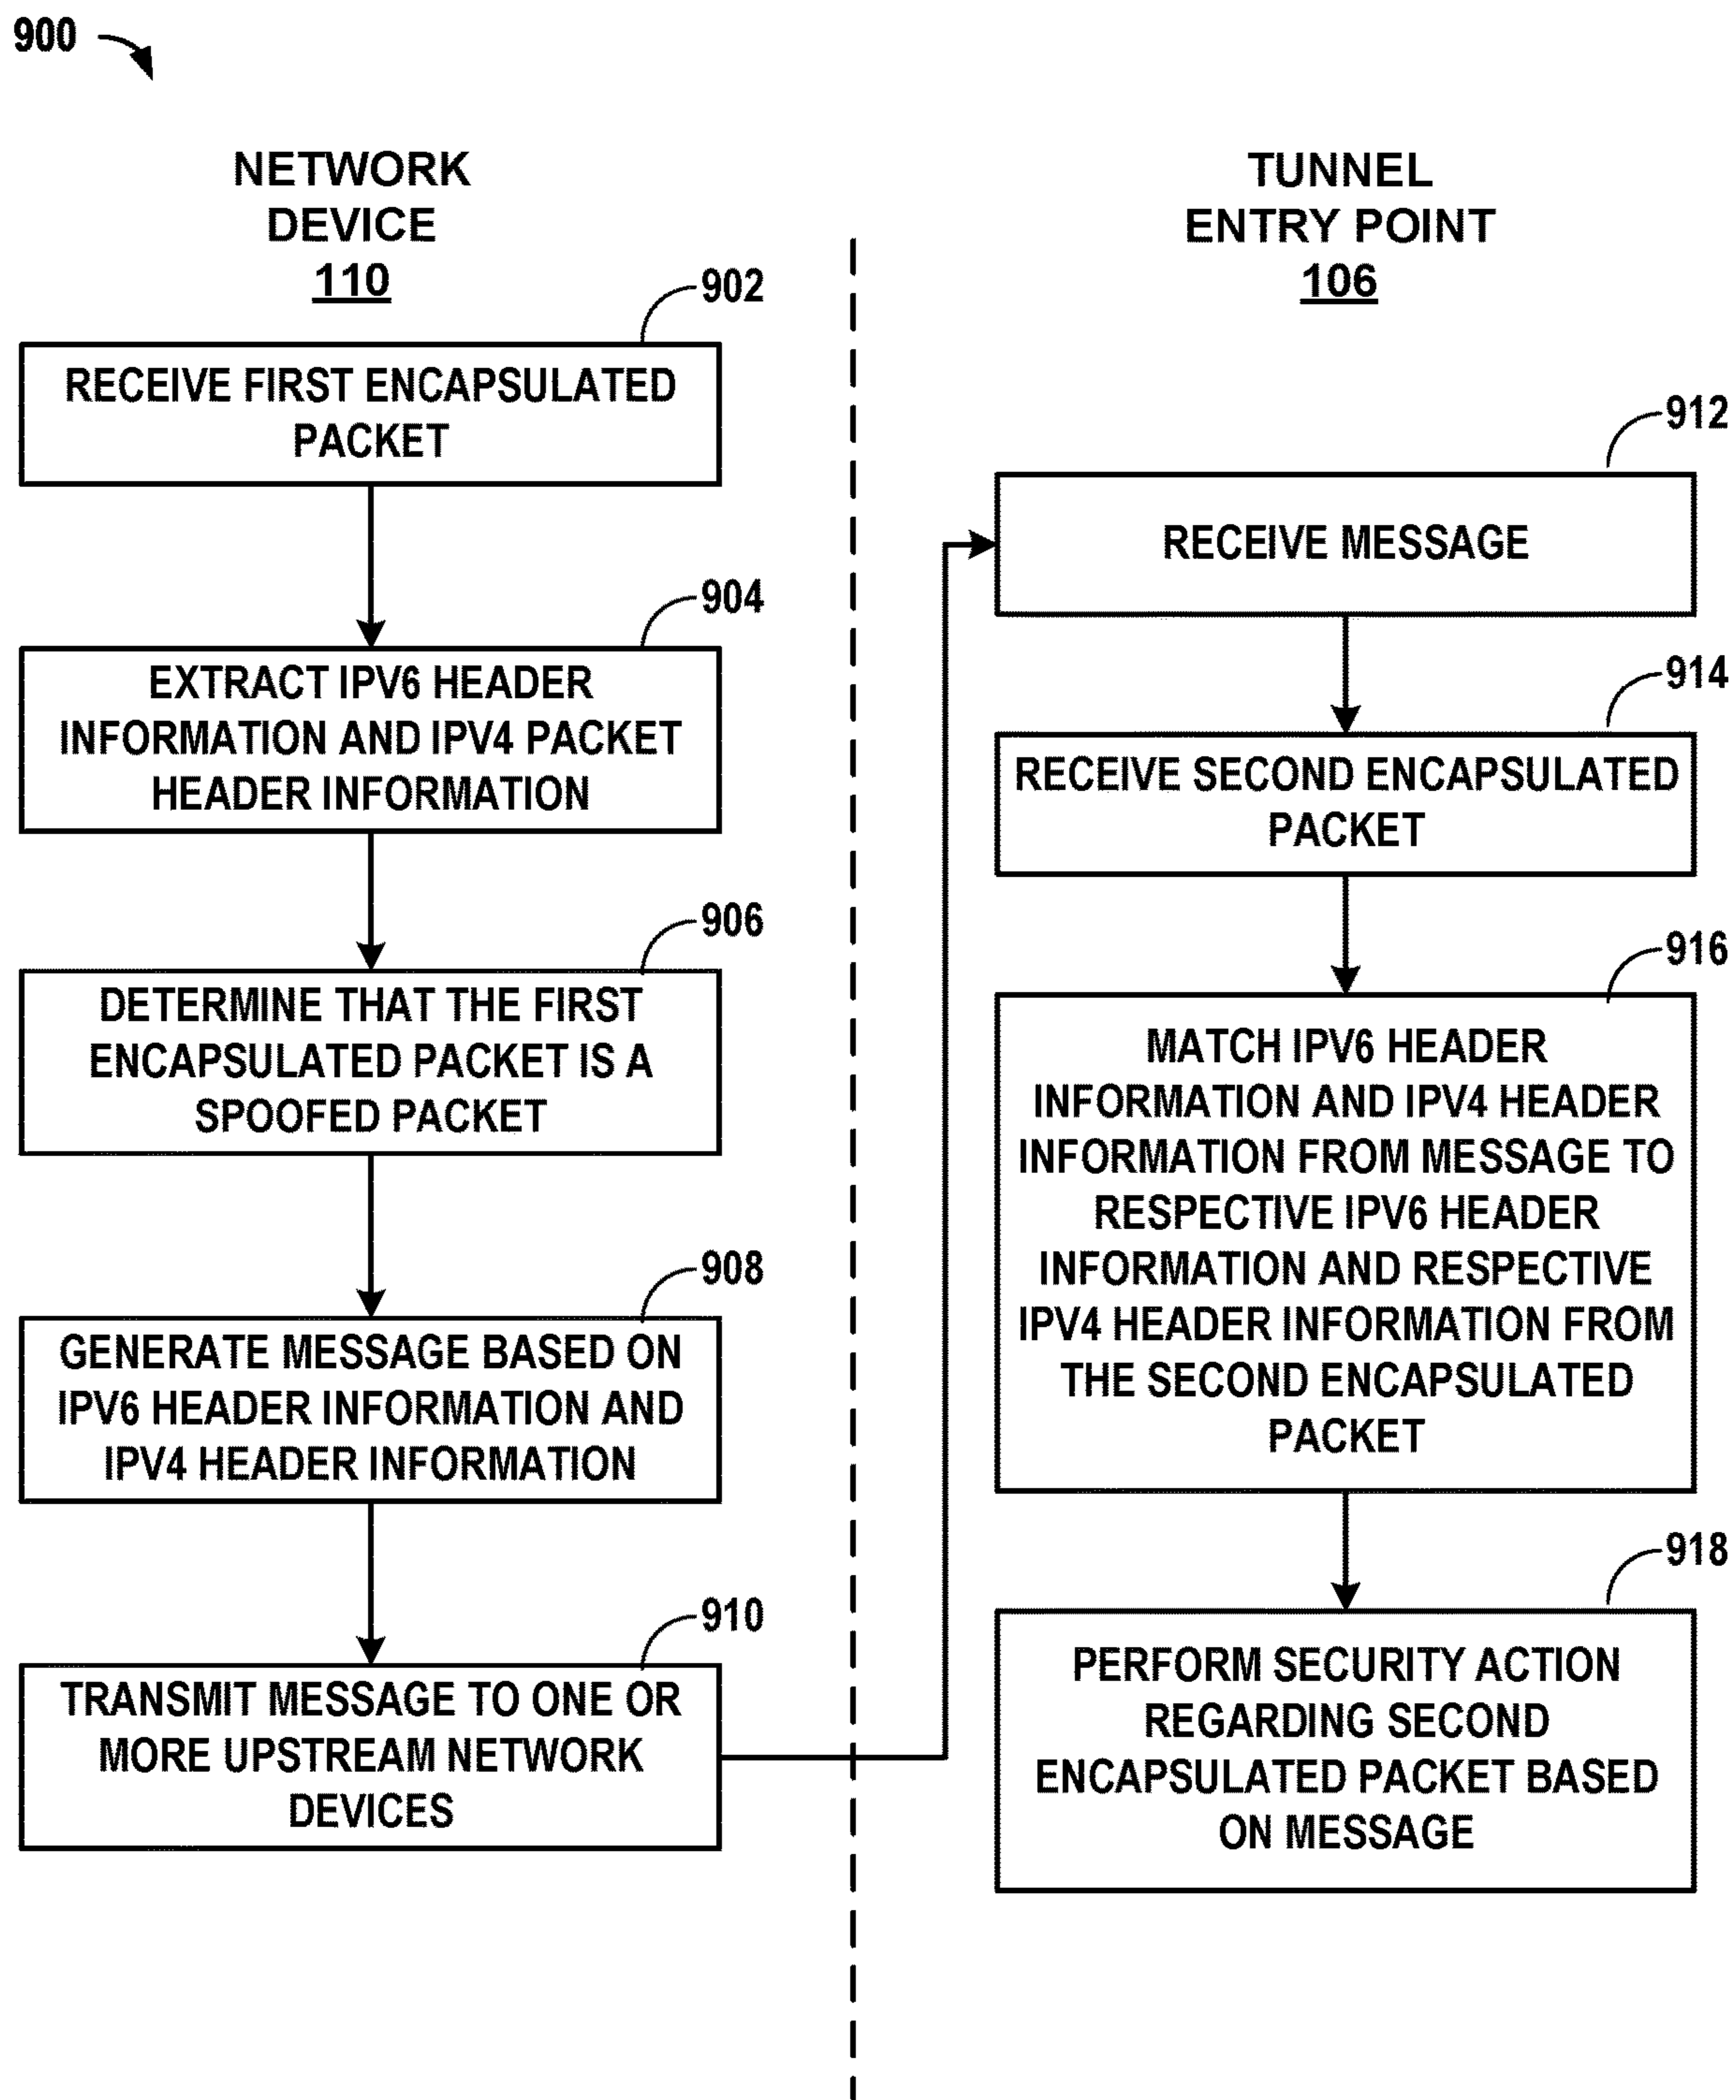 900
NETWORK
DEVICE
110
902
RECEIVE FIRST ENCAPSULATED
PACKET
904
EXTRACT IPV6 HEADER
INFORMATION AND IPV4 PACKET
HEADER INFORMATION
906
DETERMINE THAT THE FIRST
ENCAPSULATED PACKET IS A
SPOOFED PACKET
908
GENERATE MESSAGE BASED ON
IPV6 HEADER INFORMATION AND
IPV4 HEADER INFORMATION
910
TRANSMIT MESSAGE TO ONE OR
MORE UPSTREAM NETWORK
DEVICES
TUNNEL
ENTRY POINT
106
912
RECEIVE MESSAGE
914
RECEIVE SECOND ENCAPSULATED
PACKET
916
MATCH IPV6 HEADER
INFORMATION AND IPV4 HEADER
INFORMATION FROM MESSAGE TO
RESPECTIVE IPV6 HEADER
INFORMATION AND RESPECTIVE
IPV4 HEADER INFORMATION FROM
THE SECOND ENCAPSULATED
PACKET
918
PERFORM SECURITY ACTION
REGARDING SECOND
ENCAPSULATED PACKET BASED
ON MESSAGE